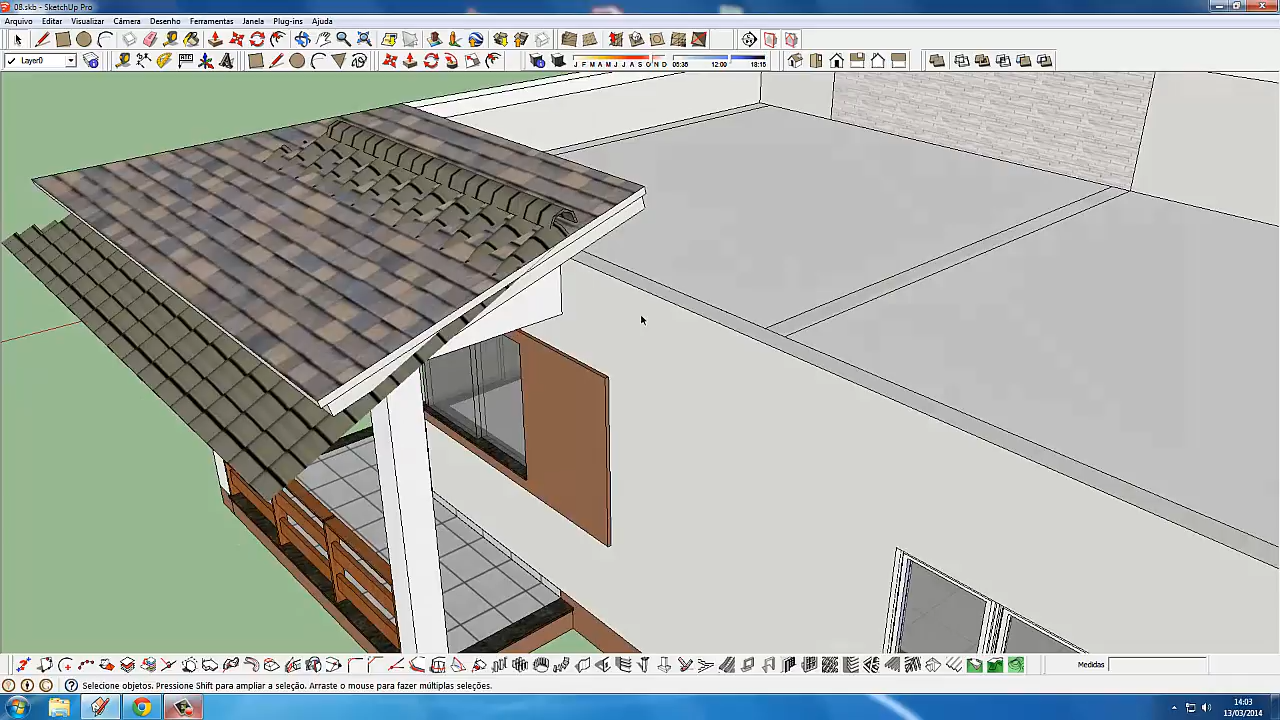 08.skb - SketchUp Pro
Arquivo Editar Visualizar Câmera Desenho Ferramentas Janela Plug-ins Ajuda
Layer0
J F M A M J J A S O N D 06:35 12:00 18:15
Medidas
Selecione objetos. Pressione Shift para ampliar a seleção. Arraste o mouse para fazer múltiplas seleções.
14:03
13/03/2014